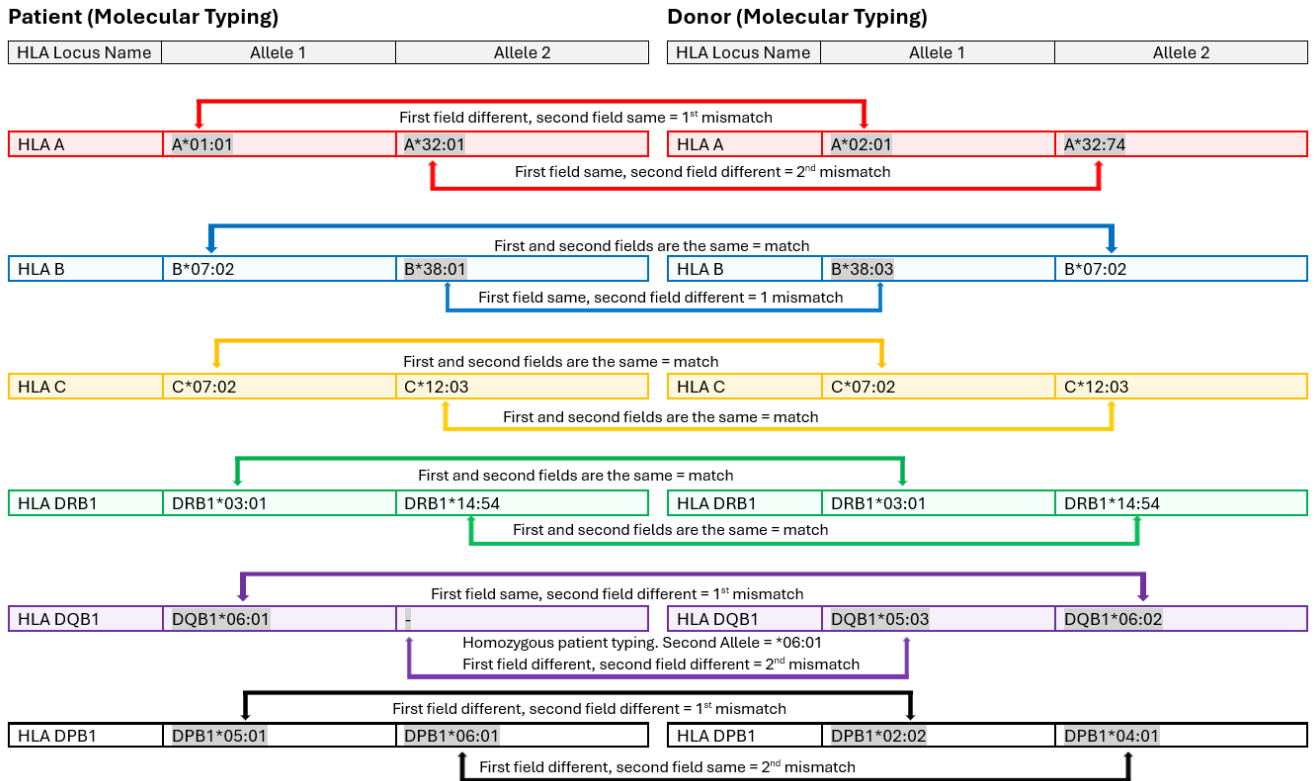 Patient (Molecular Typing) Donor (Molecular Typing)
HLA Locus Name Allele 1 Allele 2 HLA Locus Name Allele 1 Allele 2
First field different, second field same = 1st mismatch
HLA A A*01:01 A*32:01 HLA A A*02:01 A*32:74
First field same, second field different = 2nd mismatch
First and second fields are the same = match
HLA B B*07:02 B*38:01 HLA B B*38:03 B*07:02
First field same, second field different = 1 mismatch
First and second fields are the same = match
HLA C C*07:02 C*12:03 HLA C C*07:02 C*12:03
First and second fields are the same = match
First and second fields are the same = match
HLA DRB1 DRB1*03:01 DRB1*14:54 HLA DRB1 DRB1*03:01 DRB1*14:54
First and second fields are the same = match
First field same, second field different = 1st mismatch
HLA DQB1 DQB1*06:01 - HLA DQB1 DQB1*05:03 DQB1*06:02
Homozygous patient typing. Second Allele = *06:01
First field different, second field different = 2nd mismatch
First field different, second field different = 1st mismatch
HLA DPB1 DPB1*05:01 DPB1*06:01 HLA DPB1 DPB1*02:02 DPB1*04:01
First field different, second field same = 2nd mismatch